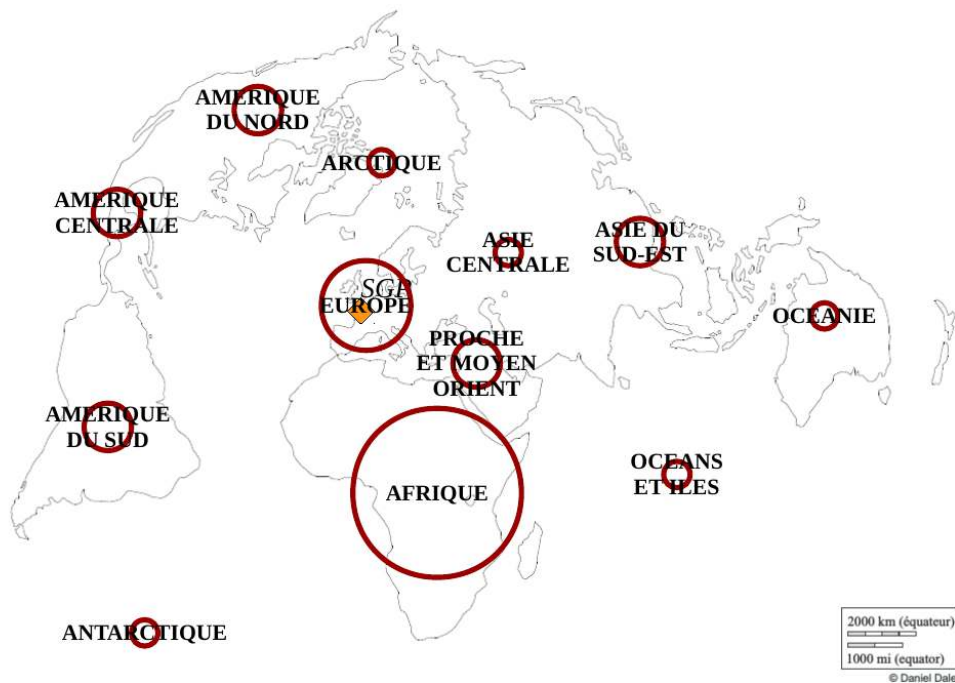 AMERIQUE
DU NORD
ARCTIQUE
AMERIQUE
CENTRALE
ASIE DU
SUD-EST
ASIE
CENTRALE
SGP
EUROPE
OCEANIE
PROCHE
ET MOYEN
ORIENT
AMERIQUE
DU SUD
OCEANS
ET ILES
AFRIQUE
ANTARCTIQUE
2000 km (équateur)
1000 mi (equator)
© Daniel Dale